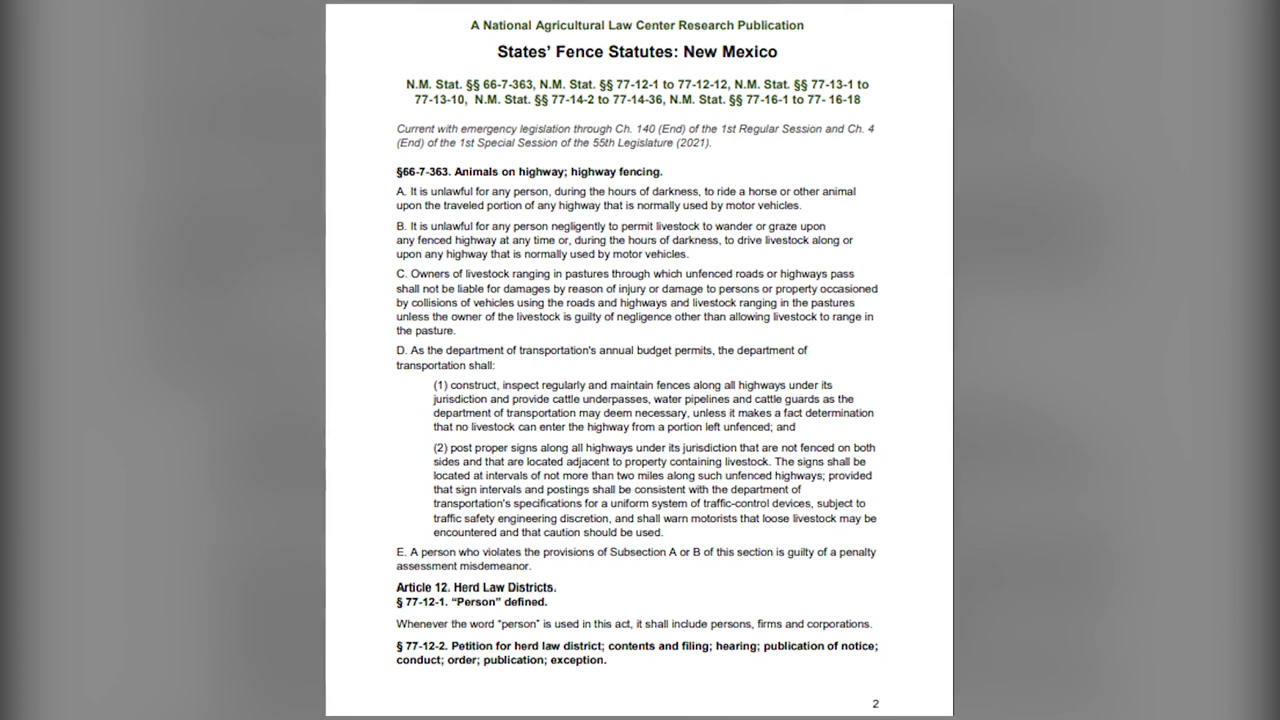 A National Agricultural Law Center Research Publication
States' Fence Statutes: New Mexico
N.M. Stat. §§ 66-7-363, N.M. Stat. §§ 77-12-1 to 77-12-12, N.M. Stat. §§ 77-13-1 to
77-13-10, N.M. Stat. §§ 77-14-2 to 77-14-36, N.M. Stat. §§ 77-16-1 to 77- 16-18
Current with emergency legislation through Ch. 140 (End) of the 1st Regular Session and Ch. 4
(End) of the 1st Special Session of the 55th Legislature (2021).
§66-7-363. Animals on highway; highway fencing.
A. It is unlawful for any person, during the hours of darkness, to ride a horse or other animal
upon the traveled portion of any highway that is normally used by motor vehicles.
B. It is unlawful for any person negligently to permit livestock to wander or graze upon
any fenced highway at any time or, during the hours of darkness, to drive livestock along or
upon any highway that is normally used by motor vehicles.
C. Owners of livestock ranging in pastures through which unfenced roads or highways pass
shall not be liable for damages by reason of injury or damage to persons or property occasioned
by collisions of vehicles using the roads and highways and livestock ranging in the pastures
unless the owner of the livestock is guilty of negligence other than allowing livestock to range in
the pasture.
D. As the department of transportation's annual budget permits, the department of
transportation shall:
(1) construct, inspect regularly and maintain fences along all highways under its
jurisdiction and provide cattle underpasses, water pipelines and cattle guards as the
department of transportation may deem necessary, unless it makes a fact determination
that no livestock can enter the highway from a portion left unfenced; and
(2) post proper signs along all highways under its jurisdiction that are not fenced on both
sides and that are located adjacent to property containing livestock. The signs shall be
located at intervals of not more than two miles along such unfenced highways; provided
that sign intervals and postings shall be consistent with the department of
transportation's specifications for a uniform system of traffic-control devices, subject to
traffic safety engineering discretion, and shall warn motorists that loose livestock may be
encountered and that caution should be used.
E. A person who violates the provisions of Subsection A or B of this section is guilty of a penalty
assessment misdemeanor.
Article 12. Herd Law Districts.
§ 77-12-1. “Person” defined.
Whenever the word “person” is used in this act, it shall include persons, firms and corporations.
§ 77-12-2. Petition for herd law district; contents and filing; hearing; publication of notice;
conduct; order; publication; exception.
2